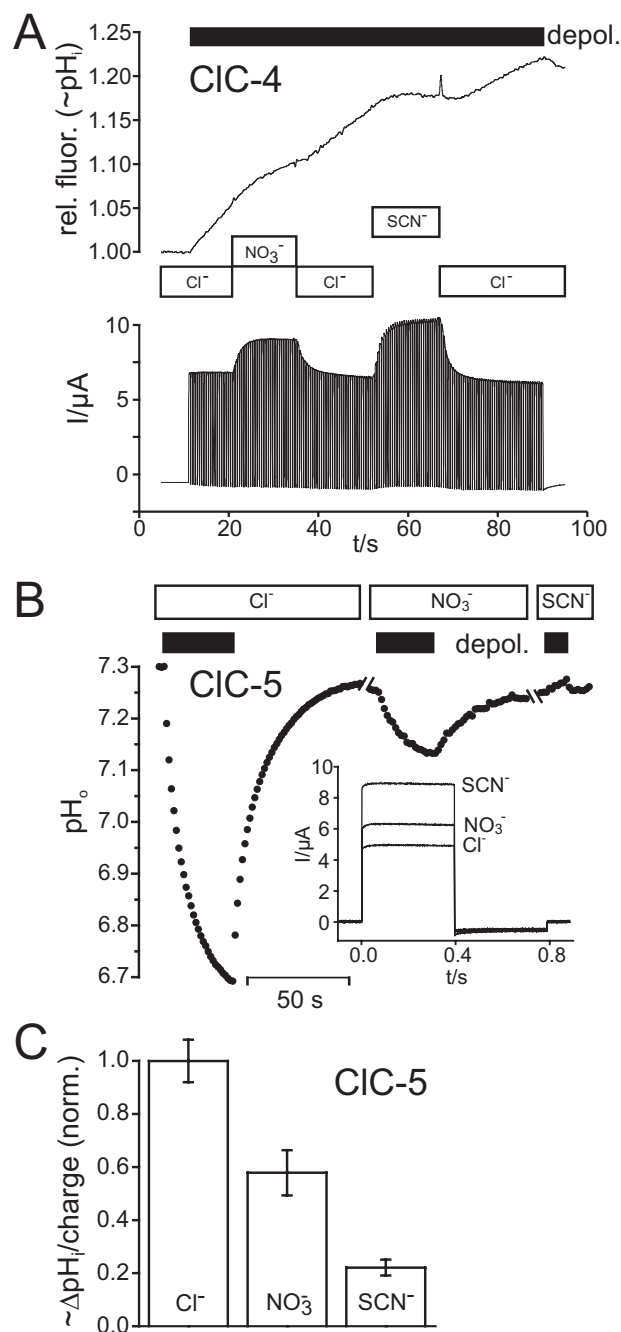 A
depol.
ClC-4
rel. fluor. (~pHi)
1.25
1.20
1.15
1.10
1.05
1.00
SCN-
NO3-
Cl- Cl- Cl-
I/µA
10
5
0
0 20 40 60 80 100
t/s
B
Cl- NO3- SCN-
depol.
ClC-5
pHo
7.3
7.2
7.1
7.0
6.9
6.8
6.7
50 s
I/µA
10
8
6
4
2
0
SCN-
NO3-
Cl-
0.0 0.4 0.8
t/s
C
ClC-5
~ΔpHi/charge (norm.)
1.0
0.8
0.6
0.4
0.2
0.0
Cl- NO3- SCN-